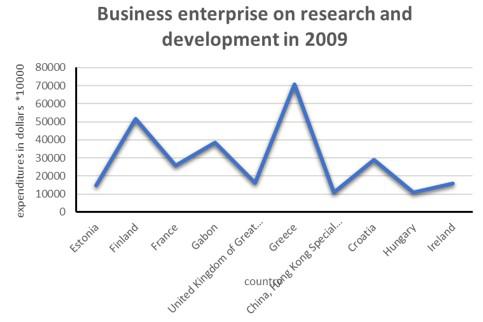 Business enterprise on research and
development in 2009
expenditures in dollars *10000
80000
70000
60000
50000
40000
30000
20000
10000
0
Estonia
Finland
France
Gabon
United Kingdom of Great...
Greece
China, Hong Kong Special...
Croatia
Hungary
Ireland
country